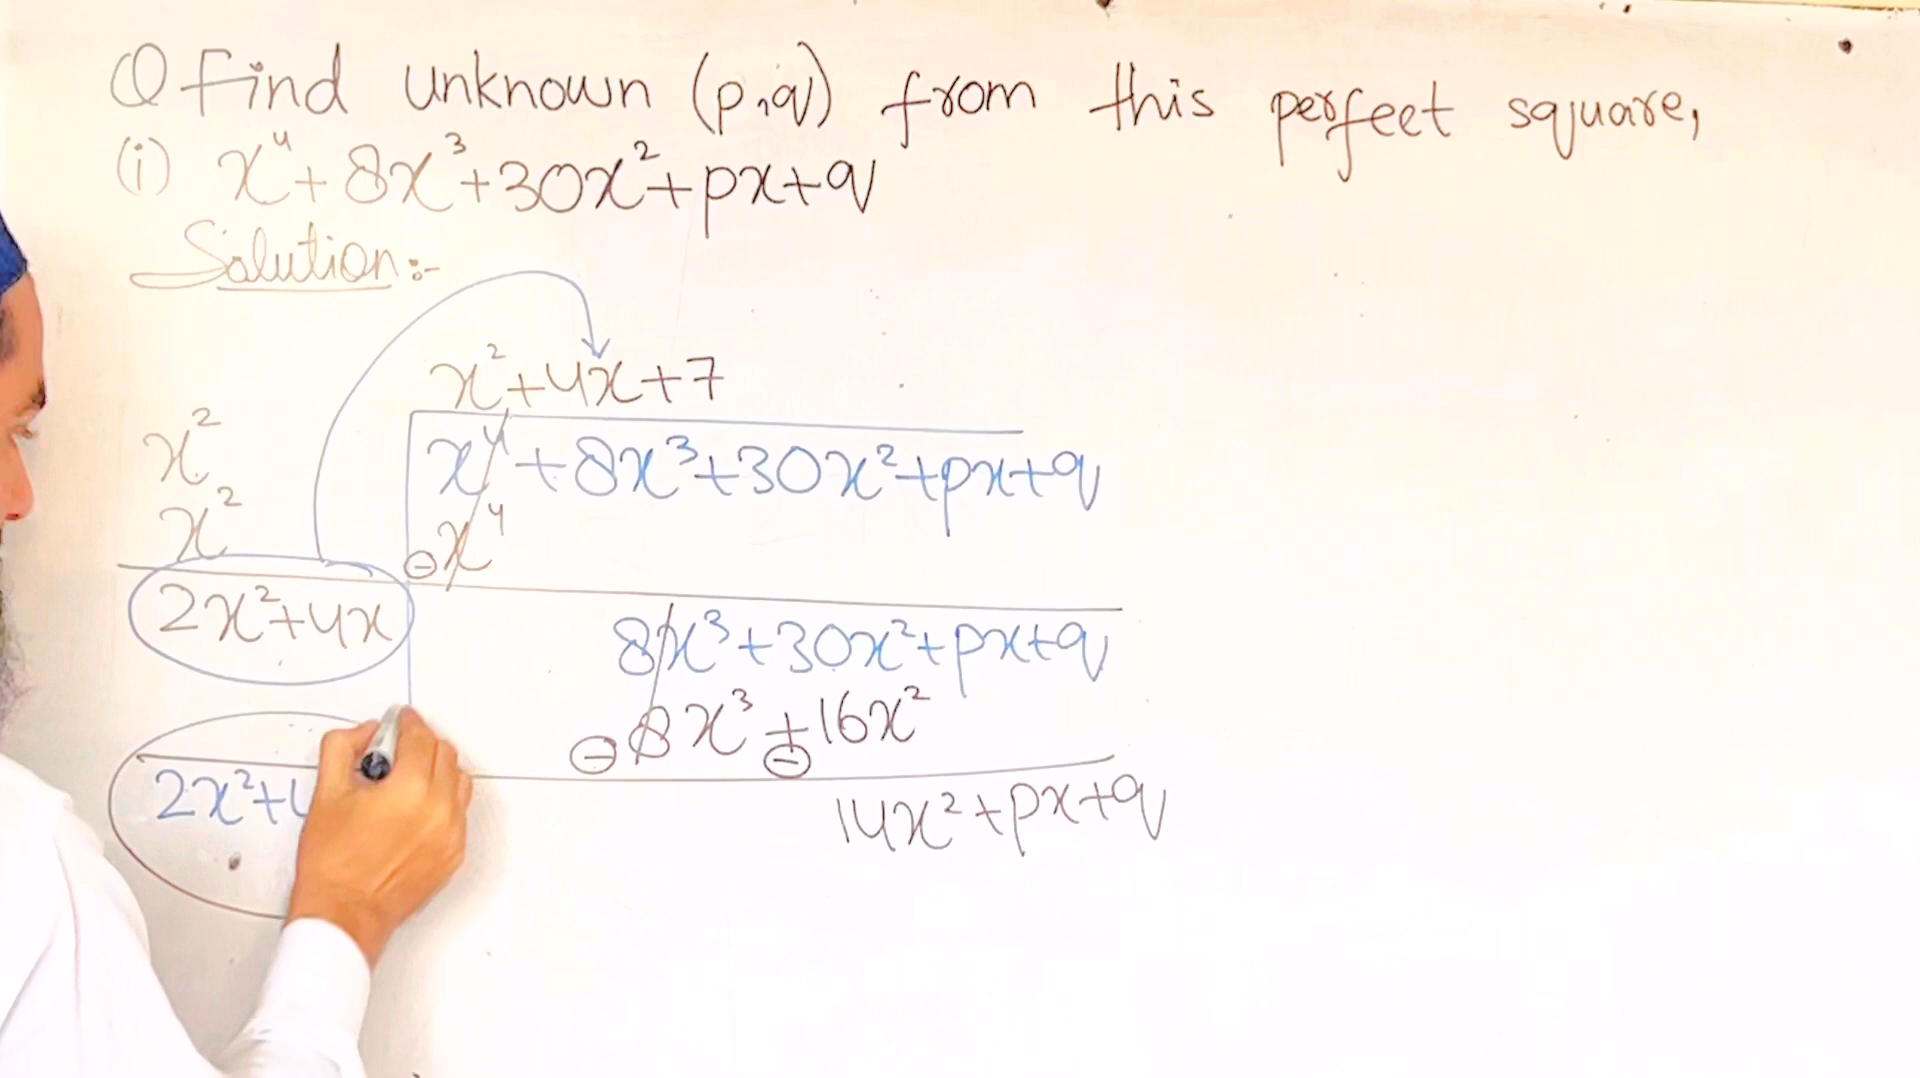 Q Find unknown (p,q) from this perfect square,
(i) x⁴+8x³+30x²+px+q
Solution:-
x²+4x+7
x²
x⁴+8x³+30x²+px+q
x²
⊖x⁴
2x²+4x
8x³+30x²+px+q
⊖8x³+⊖16x²
2x²+
14x²+px+q